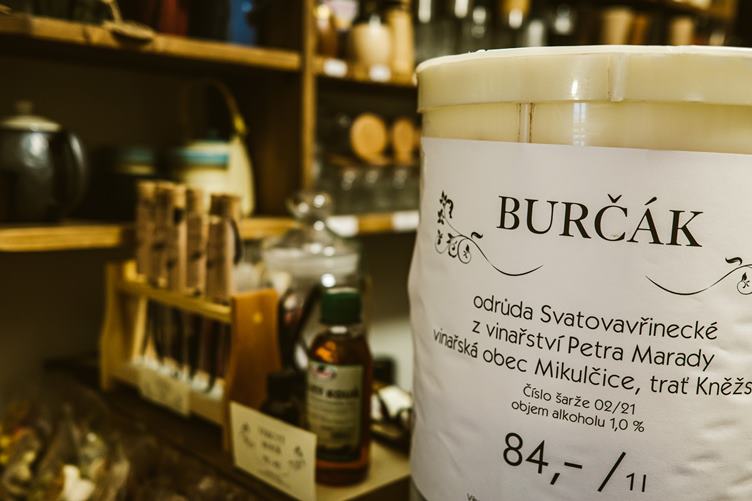 BURČÁK
odrůda Svatovavřinecké
z vinařství Petra Marady
vinařská obec Mikulčice, trať Kněžs
Číslo šarže 02/21
objem alkoholu 1,0 %
84,- / 1l